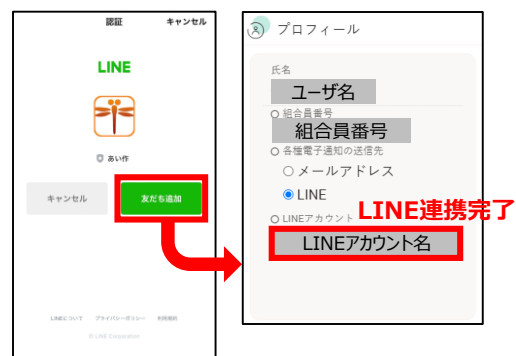 認証
キャンセル
LINE
あい作
キャンセル
友だち追加
LINEについて プライバシーポリシー 利用規約
© LINE Corporation
プロフィール
氏名
ユーザ名
組合員番号
組合員番号
各種電子通知の送信先
メールアドレス
LINE
LINEアカウント
LINE連携完了
LINEアカウント名